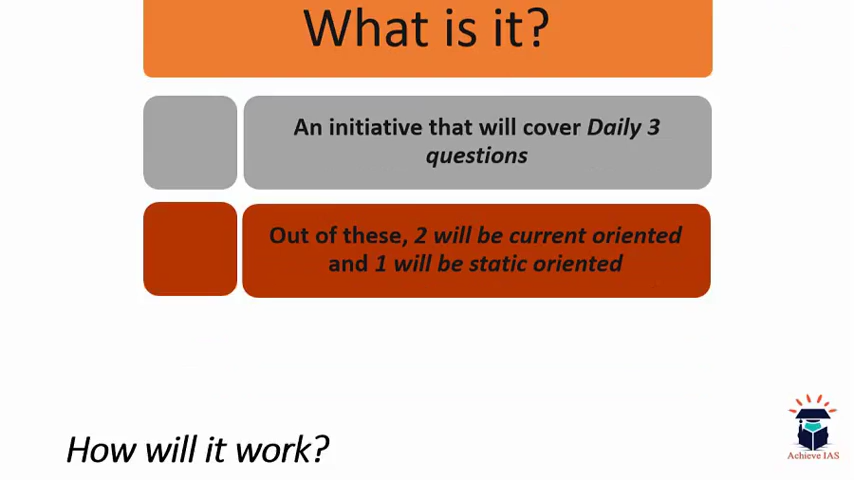 What is it?
An initiative that will cover Daily 3
questions
Out of these, 2 will be current oriented
and 1 will be static oriented
How will it work?
Achieve IAS